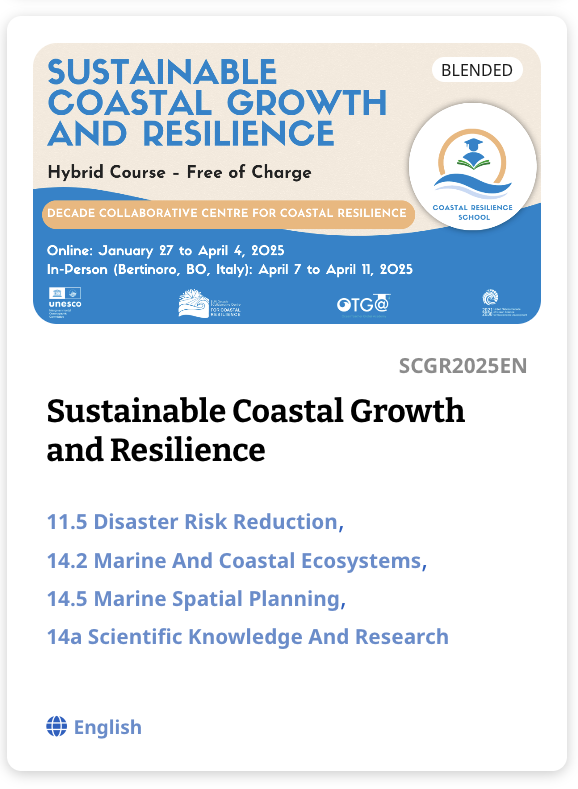 SUSTAINABLE
COASTAL GROWTH
AND RESILIENCE
BLENDED
Hybrid Course – Free of Charge
COASTAL RESILIENCE
SCHOOL
DECADE COLLABORATIVE CENTRE FOR COASTAL RESILIENCE
Online: January 27 to April 4, 2025
In-Person (Bertinoro, BO, Italy): April 7 to April 11, 2025
unesco
FOR COASTAL
RESILIENCE
OTG@
SCGR2025EN
Sustainable Coastal Growth
and Resilience
11.5 Disaster Risk Reduction,
14.2 Marine And Coastal Ecosystems,
14.5 Marine Spatial Planning,
14a Scientific Knowledge And Research
English